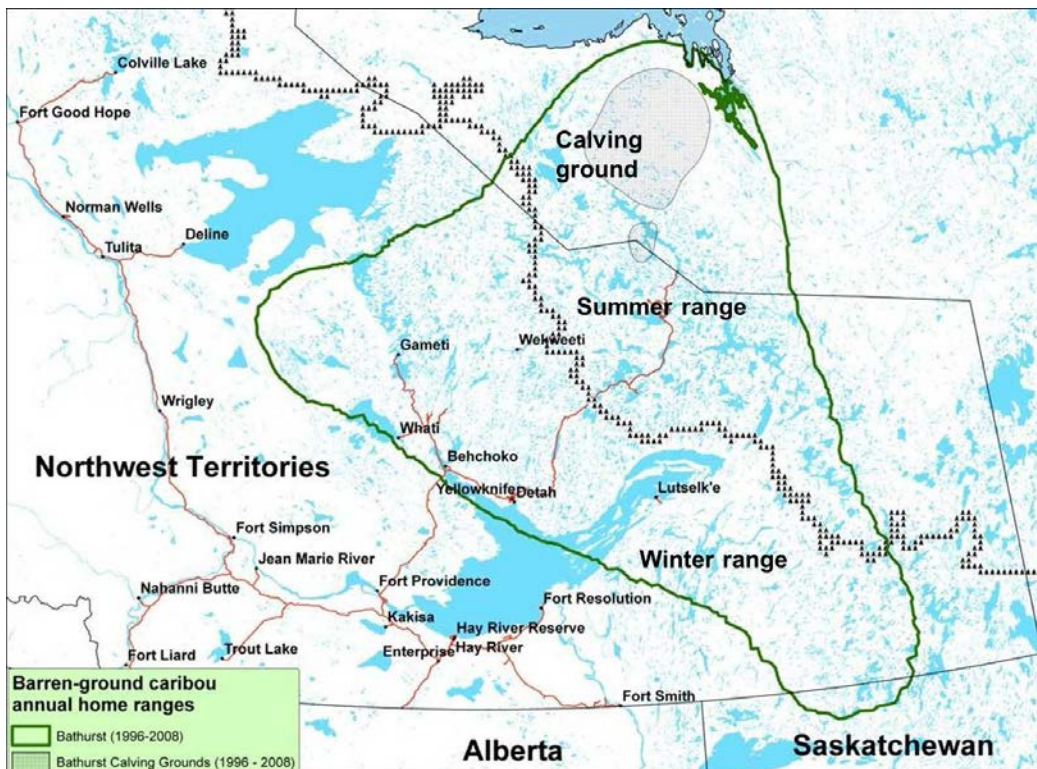 Colville Lake
Fort Good Hope
Calving
ground
Norman Wells
Deline
Tulita
Summer range
Gameti
Wekweeti
Wrigley
Whati
Northwest Territories
Behchoko
Yellowknife
Detah
Lutselk'e
Fort Simpson
Jean Marie River
Winter range
Nahanni Butte
Fort Providence
Fort Resolution
Kakisa
Hay River Reserve
Hay River
Enterprise
Trout Lake
Fort Liard
Fort Smith
Barren-ground caribou
annual home ranges
Bathurst (1996-2008)
Bathurst Calving Grounds (1996 - 2008)
Alberta
Saskatchewan